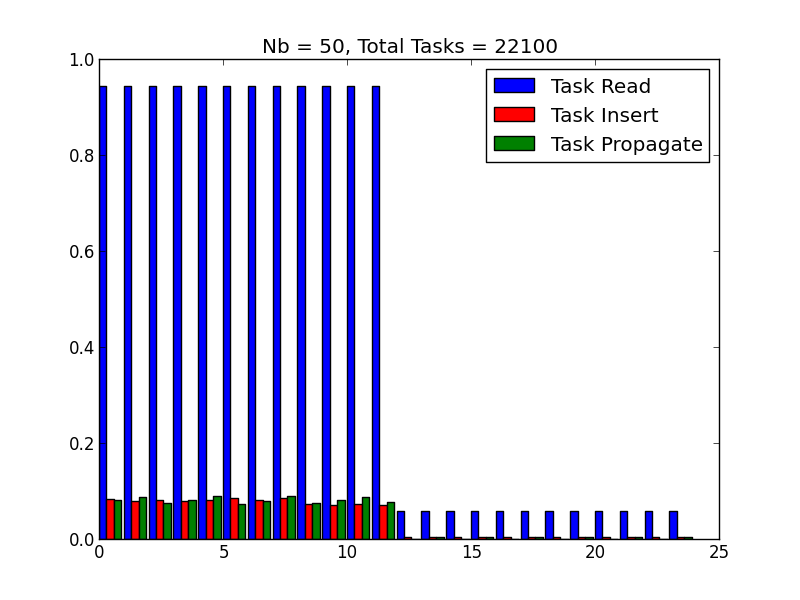 Nb = 50, Total Tasks = 22100
1.0
0.8
0.6
0.4
0.2
0.0
Task Read
Task Insert
Task Propagate
0 5 10 15 20 25